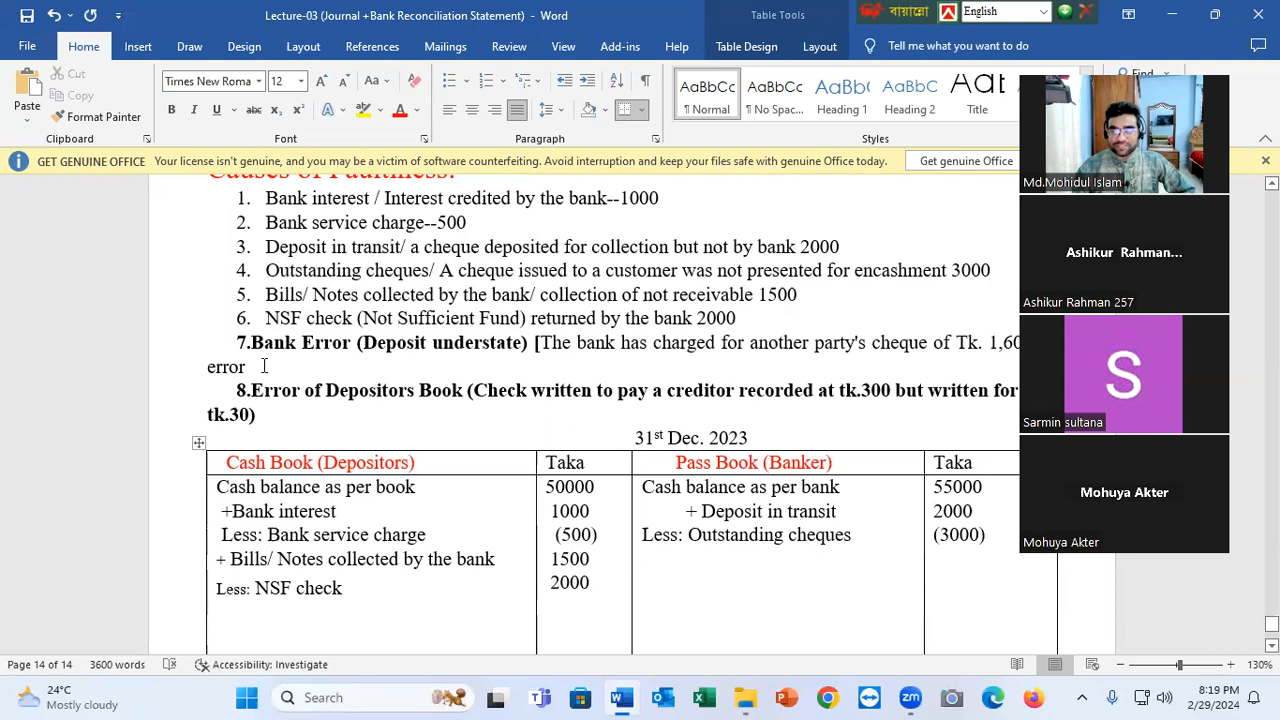 Lecture-03 (Error +Bank Reconciliation Statement) - Word
Table Tools
বায়ান্নো
English
File Home Insert Draw Design Layout References Mailings Review View Add-ins Help Table Design Layout Tell me what you want to do
Paste
Cut
Copy
Format Painter
Clipboard
Times New Roma 12
Font
Paragraph
AaBbCc AaBbCc AaBbC AaBbCc
¶ Normal ¶ No Spac... Heading 1 Heading 2 Title
Styles
Find
GET GENUINE OFFICE Your license isn't genuine, and you may be a victim of software counterfeiting. Avoid interruption and keep your files safe with genuine Office today. Get genuine Office
Causes of Faultiness:
1. Bank interest / Interest credited by the bank--1000
2. Bank service charge--500
3. Deposit in transit/ a cheque deposited for collection but not by bank 2000
4. Outstanding cheques/ A cheque issued to a customer was not presented for encashment 3000
5. Bills/ Notes collected by the bank/ collection of not receivable 1500
6. NSF check (Not Sufficient Fund) returned by the bank 2000
7.Bank Error (Deposit understate) [The bank has charged for another party's cheque of Tk. 1,60
error
8.Error of Depositors Book (Check written to pay a creditor recorded at tk.300 but written for
tk.30)
31st Dec. 2023
Cash Book (Depositors) Taka Pass Book (Banker) Taka
Cash balance as per book 50000 Cash balance as per bank 55000
+Bank interest 1000 + Deposit in transit 2000
Less: Bank service charge (500) Less: Outstanding cheques (3000)
+ Bills/ Notes collected by the bank 1500
Less: NSF check 2000
Md.Mohidul Islam
Ashikur Rahman...
Ashikur Rahman 257
S
Sarmin sultana
Mohuya Akter
Mohuya Akter
Page 14 of 14 3600 words Accessibility: Investigate 130%
24°C
Mostly cloudy
Search
8:19 PM
2/29/2024